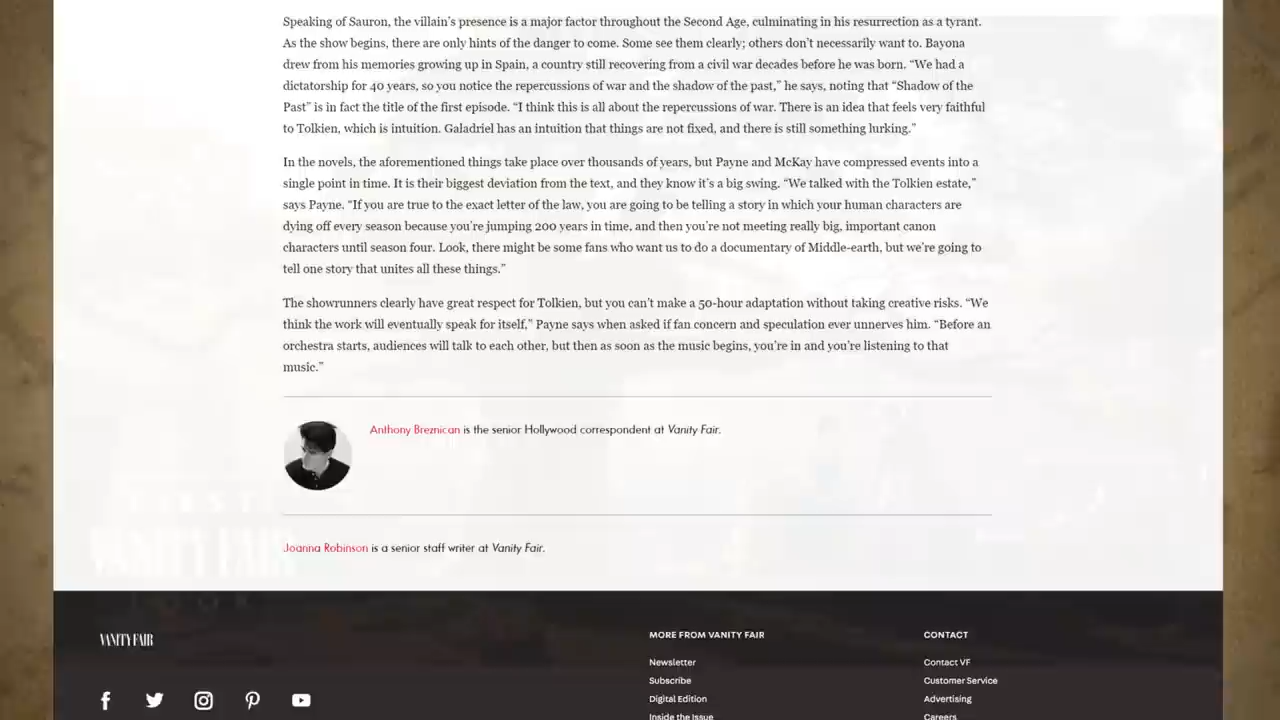 Speaking of Sauron, the villain’s presence is a major factor throughout the Second Age, culminating in his resurrection as a tyrant.
As the show begins, there are only hints of the danger to come. Some see them clearly; others don’t necessarily want to. Bayona
drew from his memories growing up in Spain, a country still recovering from a civil war decades before he was born. “We had a
dictatorship for 40 years, so you notice the repercussions of war and the shadow of the past,” he says, noting that “Shadow of the
Past” is in fact the title of the first episode. “I think this is all about the repercussions of war. There is an idea that feels very faithful
to Tolkien, which is intuition. Galadriel has an intuition that things are not fixed, and there is still something lurking.”
In the novels, the aforementioned things take place over thousands of years, but Payne and McKay have compressed events into a
single point in time. It is their biggest deviation from the text, and they know it’s a big swing. “We talked with the Tolkien estate,”
says Payne. “If you are true to the exact letter of the law, you are going to be telling a story in which your human characters are
dying off every season because you’re jumping 200 years in time, and then you’re not meeting really big, important canon
characters until season four. Look, there might be some fans who want us to do a documentary of Middle-earth, but we’re going to
tell one story that unites all these things.”
The showrunners clearly have great respect for Tolkien, but you can’t make a 50-hour adaptation without taking creative risks. “We
think the work will eventually speak for itself,” Payne says when asked if fan concern and speculation ever unnerves him. “Before an
orchestra starts, audiences will talk to each other, but then as soon as the music begins, you’re in and you’re listening to that
music.”
Anthony Breznican is the senior Hollywood correspondent at Vanity Fair.
Joanna Robinson is a senior staff writer at Vanity Fair.
FIRST
VANITY FAIR
LOOK
VANITY FAIR
MORE FROM VANITY FAIR
Newsletter
Subscribe
Digital Edition
Inside the Issue
CONTACT
Contact VF
Customer Service
Advertising
Careers